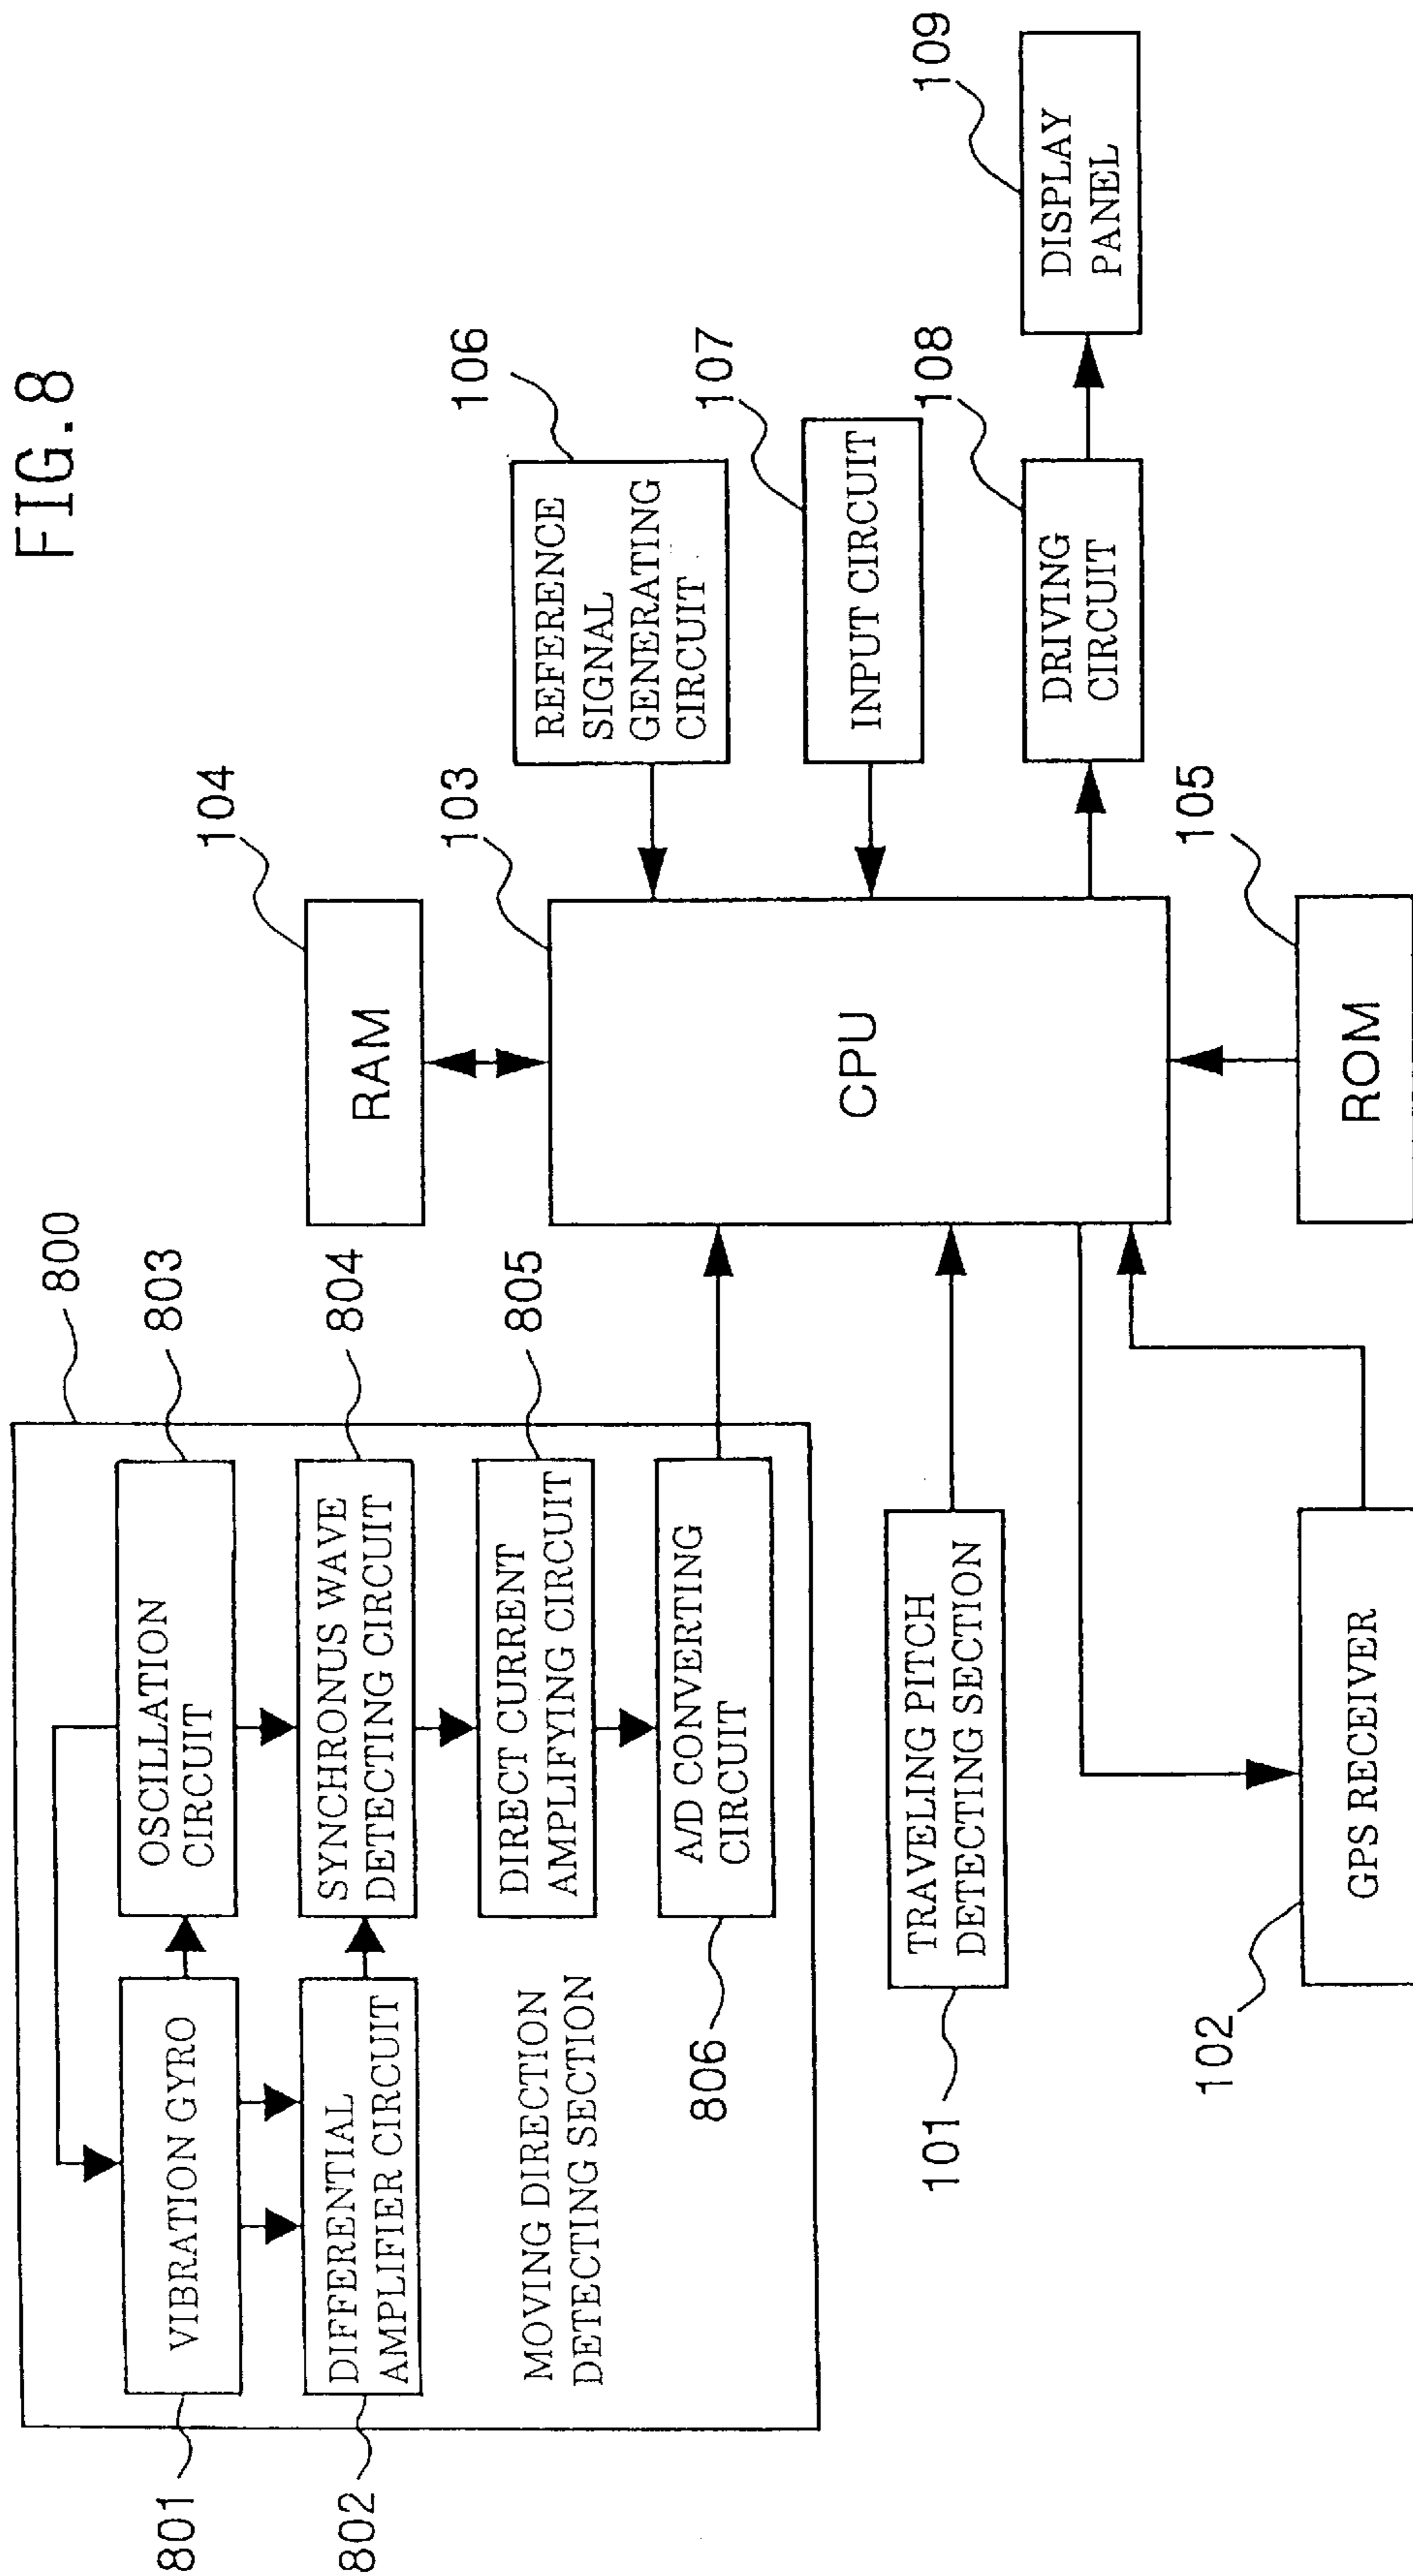 FIG.8
800
801
VIBRATION GYRO
803
OSCILLATION
CIRCUIT
802
DIFFERENTIAL
AMPLIFIER CIRCUIT
804
SYNCHRONUS WAVE
DETECTING CIRCUIT
805
DIRECT CURRENT
AMPLIFYING CIRCUIT
MOVING DIRECTION
DETECTING SECTION
806
A/D CONVERTING
CIRCUIT
101
TRAVELING PITCH
DETECTING SECTION
102
GPS RECEIVER
104
RAM
103
CPU
105
ROM
106
REFERENCE
SIGNAL
GENERATING
CIRCUIT
107
INPUT CIRCUIT
108
DRIVING
CIRCUIT
109
DISPLAY
PANEL